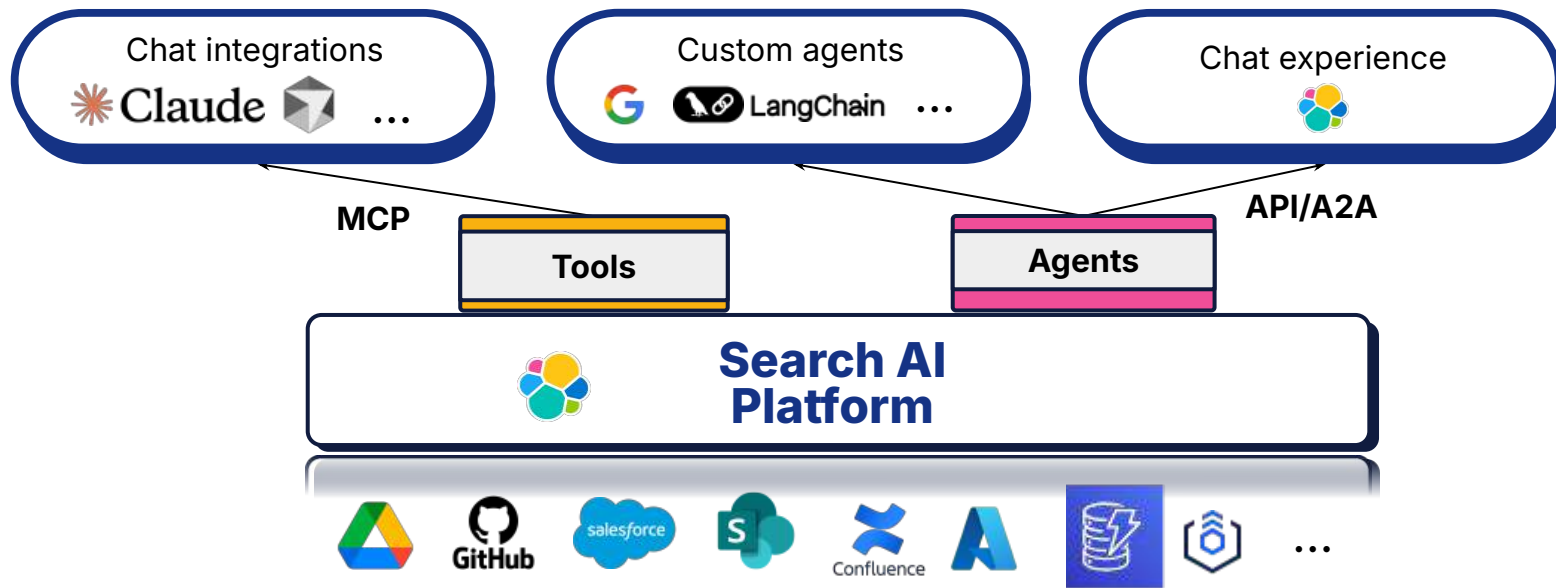 Chat integrations
Claude
...
Custom agents
G
LangChain
...
Chat experience
MCP
API/A2A
Tools
Agents
Search AI
Platform
GitHub
salesforce
S
Confluence
...